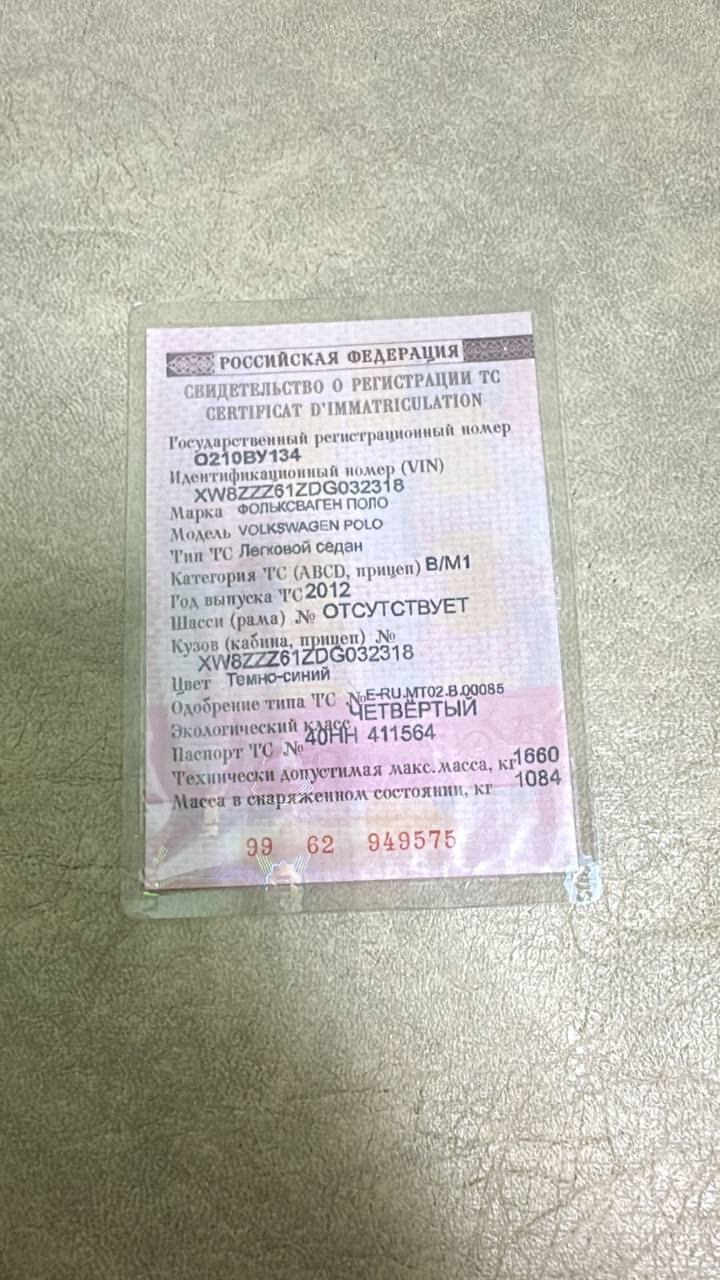 РОССИЙСКАЯ ФЕДЕРАЦИЯ
СВИДЕТЕЛЬСТВО О РЕГИСТРАЦИИ ТС
CERTIFICAT D'IMMATRICULATION
Государственный регистрационный номер
О210ВУ134
Идентификационный номер (VIN)
XW8ZZZ61ZDG032318
Марка ФОЛЬКСВАГЕН ПОЛО
Модель VOLKSWAGEN POLO
Тип ТС Легковой седан
Категория ТС (ABCD, прицеп) B/M1
Год выпуска ТС 2012
Шасси (рама) № ОТСУТСТВУЕТ
Кузов (кабина, прицеп) №
XW8ZZZ61ZDG032318
Цвет Темно-синий
Одобрение типа ТС № E-RU.MT02.B.00085
Экологический класс ЧЕТВЁРТЫЙ
Паспорт ТС № 40НН 411564
Технически допустимая макс. масса, кг 1660
Масса в снаряженном состоянии, кг 1084
99 62 949575